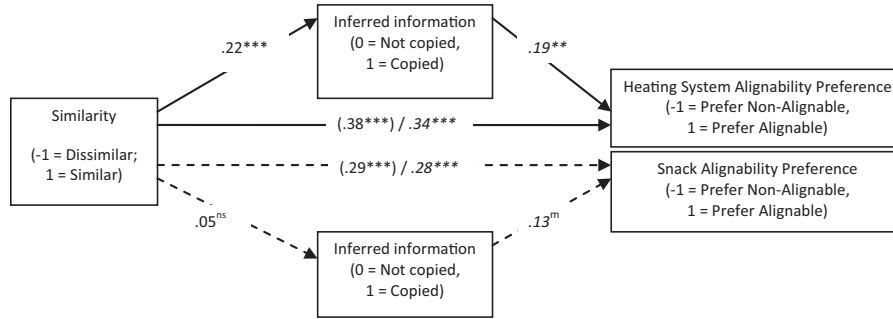 Inferred information
(0 = Not copied,
1 = Copied)
.22***
.19**
Similarity
(-1 = Dissimilar;
1 = Similar)
(.38***) / .34***
Heating System Alignability Preference
(-1 = Prefer Non-Alignable,
1 = Prefer Alignable)
(.29***) / .28***
Snack Alignability Preference
(-1 = Prefer Non-Alignable,
1 = Prefer Alignable)
.05ns
.13m
Inferred information
(0 = Not copied,
1 = Copied)